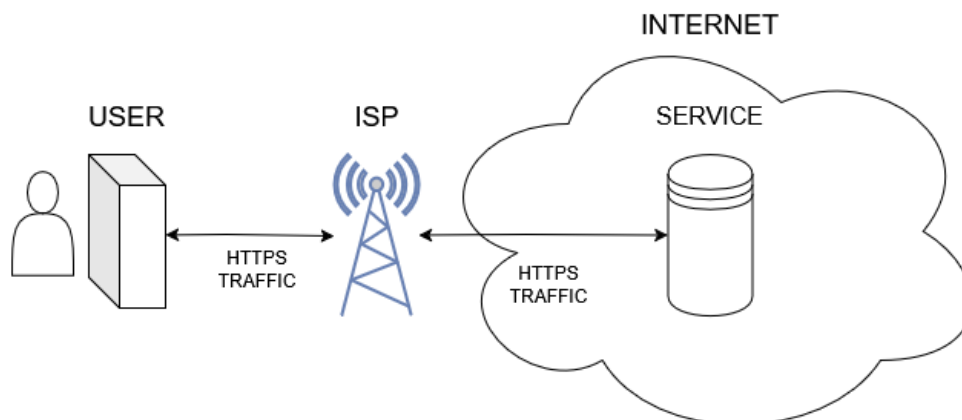 INTERNET
USER
ISP
SERVICE
HTTPS
TRAFFIC
HTTPS
TRAFFIC